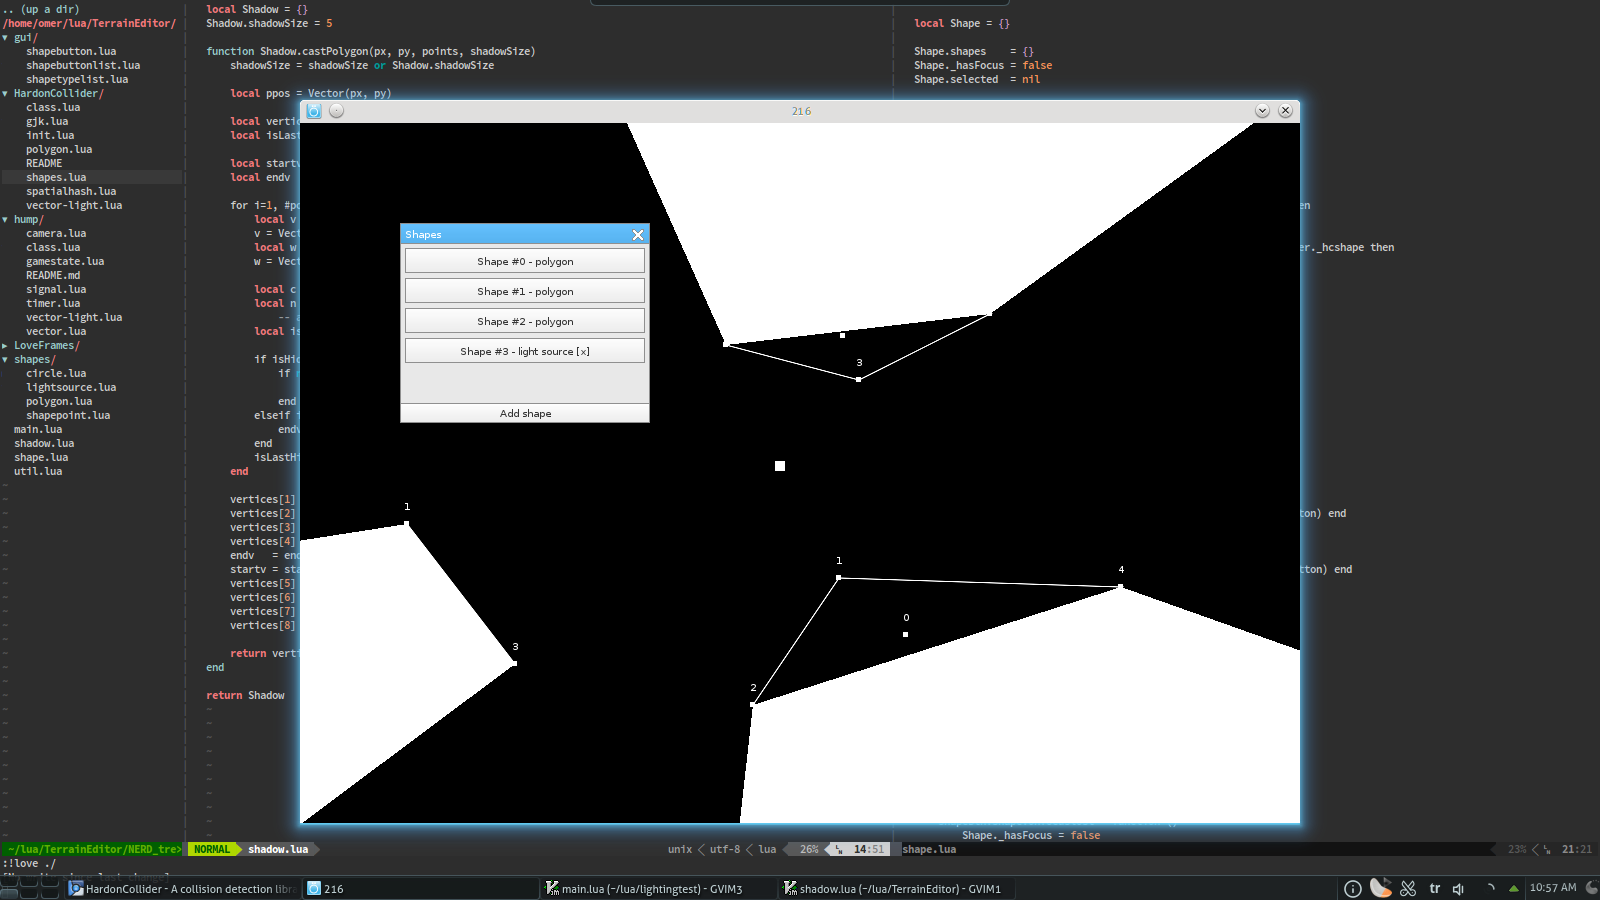 .. (up a dir)
/home/omer/lua/TerrainEditor/
▾ gui/
shapebutton.lua
shapebuttonlist.lua
shapetypelist.lua
▾ HardonCollider/
class.lua
gjk.lua
init.lua
polygon.lua
README
shapes.lua
spatialhash.lua
vector-light.lua
▾ hump/
camera.lua
class.lua
gamestate.lua
README.md
signal.lua
timer.lua
vector-light.lua
vector.lua
▸ LoveFrames/
▾ shapes/
circle.lua
lightsource.lua
polygon.lua
shapepoint.lua
main.lua
shadow.lua
shape.lua
util.lua
local Shadow = {}
Shadow.shadowSize = 5
function Shadow.castPolygon(px, py, points, shadowSize)
shadowSize = shadowSize or Shadow.shadowSize
local ppos = Vector(px, py)
local
local isLas
local start
local endv
for i=1,
local v
v = Vec
local w
w = Vec
local c
local n
--
local
if isHi
if
end
elseif
end
end
isLastHi
end
vertices[1]
vertices[2]
vertices[3]
vertices[4]
endv = en
startv = sta
vertices[5]
vertices[6]
vertices[7]
vertices[8]
return
end
return Shadow
local Shape = {}
Shape.shapes = {}
Shape._hasFocus = false
Shape.selected = nil
en
er._hcshape then
ton) end
tton) end
Shape._hasFocus = false
216
Shapes
Shape #0 - polygon
Shape #1 - polygon
Shape #2 - polygon
Shape #3 - light source [x]
Add shape
3
1
3
1
4
0
2
~/lua/TerrainEditor/NERD_tre>
NORMAL
shadow.lua
unix
utf-8
lua
26%
14:51
shape.lua
23%
21:21
:!love ./
HardonCollider - A collision detection libr
216
main.lua (~/lua/lightingtest) - GVIM3
shadow.lua (~/lua/TerrainEditor) - GVIM1
tr
10:57 AM